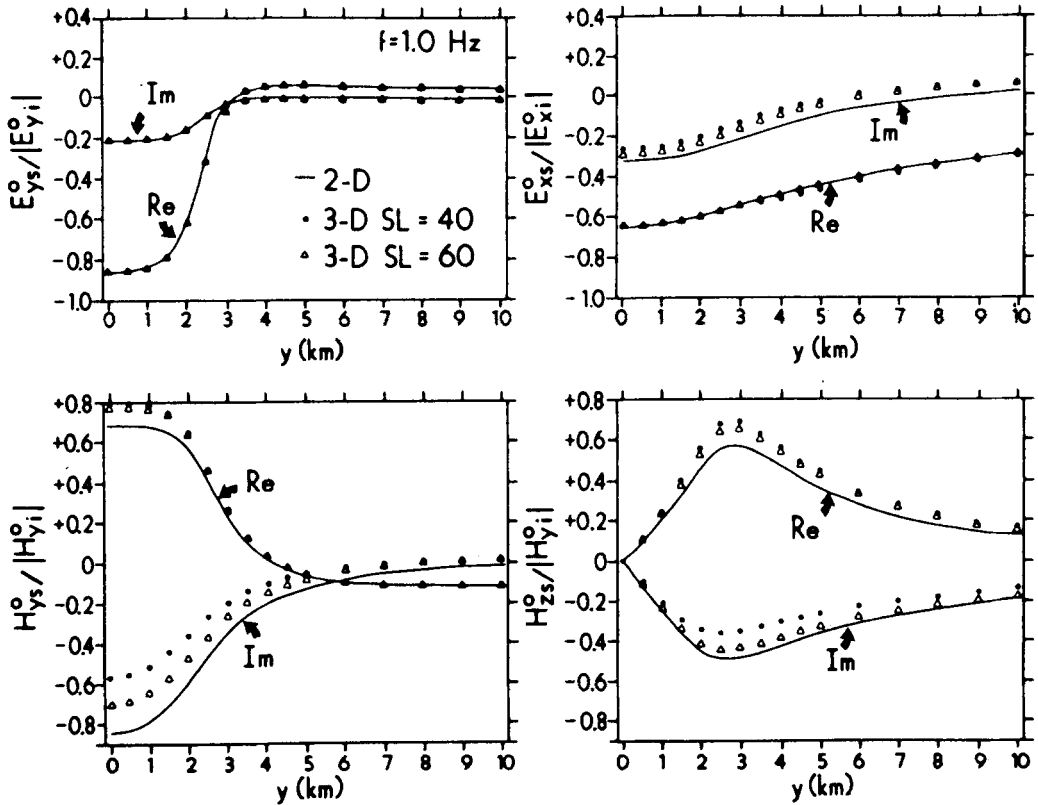 E°ys/|E°yi|
+0.4
+0.2
0
-0.2
-0.4
-0.6
-0.8
-1.0
f=1.0 Hz
Im
Re
— 2-D
• 3-D SL = 40
△ 3-D SL = 60
0 1 2 3 4 5 6 7 8 9 10
y (km)
E°xs/|E°xi|
+0.4
+0.2
0
-0.2
-0.4
-0.6
-0.8
-1.0
Im
Re
0 1 2 3 4 5 6 7 8 9 10
y (km)
H°ys/|H°yi|
+0.8
+0.6
+0.4
+0.2
0
-0.2
-0.4
-0.6
-0.8
Re
Im
0 1 2 3 4 5 6 7 8 9 10
y (km)
H°zs/|H°yi|
+0.8
+0.6
+0.4
+0.2
0
-0.2
-0.4
-0.6
-0.8
Re
Im
0 1 2 3 4 5 6 7 8 9 10
y (km)